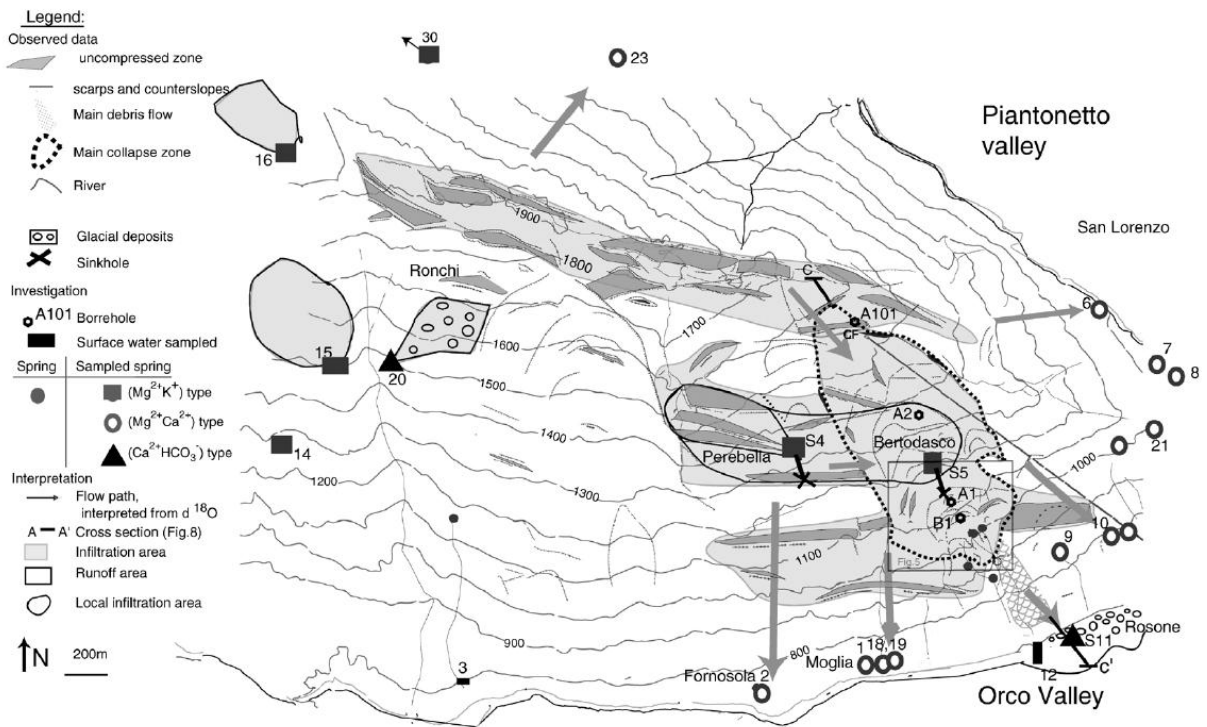 Legend:
Observed data
uncompressed zone
scarps and counterslopes
Main debris flow
Main collapse zone
River
Glacial deposits
Sinkhole
Investigation
A101 Borrehole
Surface water sampled
Spring Sampled spring
(Mg2+K+) type
(Mg2+Ca2+) type
(Ca2+HCO3-) type
Interpretation
Flow path,
interpreted from d 18O
A A' Cross section (Fig.8)
Infiltration area
Runoff area
Local infiltration area
N 200m
30
23
16
Piantonetto
valley
San Lorenzo
1900
1800
Ronchi
C
A101
CF
1700
6
7
8
15
20
1600
1500
1400
1200
14
1300
A2
S4
Perebella
Bertodasco
S5
A1
B1
21
1000
10
9
1100
Fig.5
900
800
3
Fornosola 2
Moglia
1
18,19
Rosone
S11
12
C'
Orco Valley